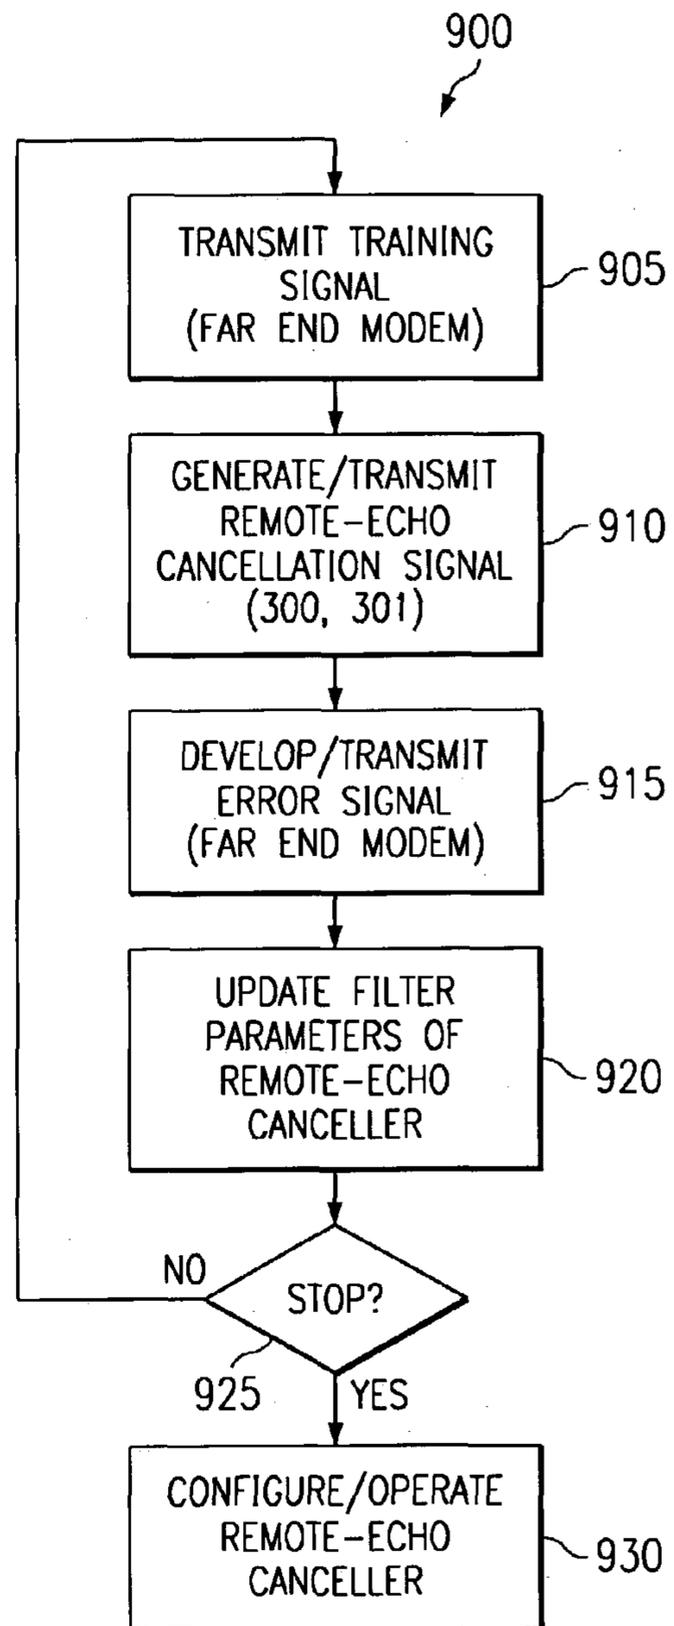 900
TRANSMIT TRAINING
SIGNAL
(FAR END MODEM)
905
GENERATE/TRANSMIT
REMOTE-ECHO
CANCELLATION SIGNAL
(300, 301)
910
DEVELOP/TRANSMIT
ERROR SIGNAL
(FAR END MODEM)
915
UPDATE FILTER
PARAMETERS OF
REMOTE-ECHO
CANCELLER
920
NO
STOP?
925
YES
CONFIGURE/OPERATE
REMOTE-ECHO
CANCELLER
930